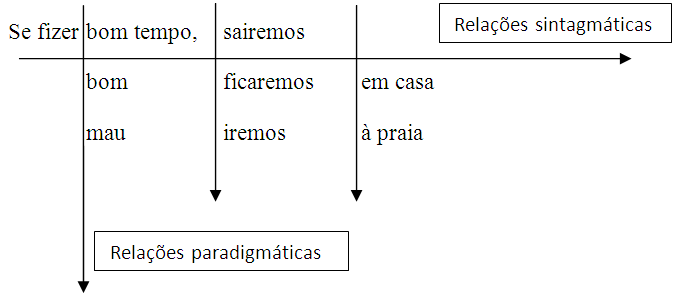 Se fizer bom tempo, sairemos
Relações sintagmáticas
bom ficaremos em casa
mau iremos à praia
Relações paradigmáticas